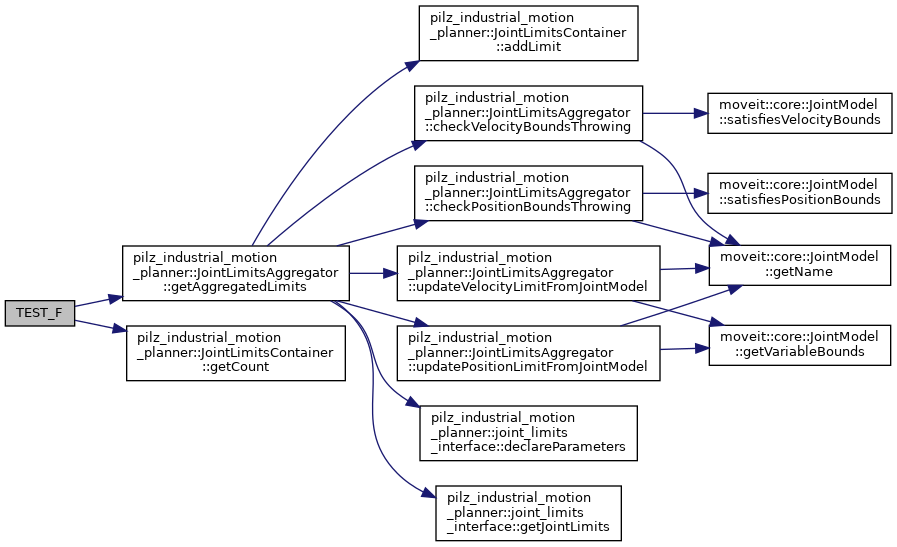 TEST_F
pilz_industrial_motion
_planner::JointLimitsAggregator
::getAggregatedLimits
pilz_industrial_motion
_planner::JointLimitsContainer
::getCount
pilz_industrial_motion
_planner::JointLimitsContainer
::addLimit
pilz_industrial_motion
_planner::JointLimitsAggregator
::checkVelocityBoundsThrowing
pilz_industrial_motion
_planner::JointLimitsAggregator
::checkPositionBoundsThrowing
pilz_industrial_motion
_planner::JointLimitsAggregator
::updateVelocityLimitFromJointModel
pilz_industrial_motion
_planner::JointLimitsAggregator
::updatePositionLimitFromJointModel
pilz_industrial_motion
_planner::joint_limits
_interface::declareParameters
pilz_industrial_motion
_planner::joint_limits
_interface::getJointLimits
moveit::core::JointModel
::satisfiesVelocityBounds
moveit::core::JointModel
::satisfiesPositionBounds
moveit::core::JointModel
::getName
moveit::core::JointModel
::getVariableBounds